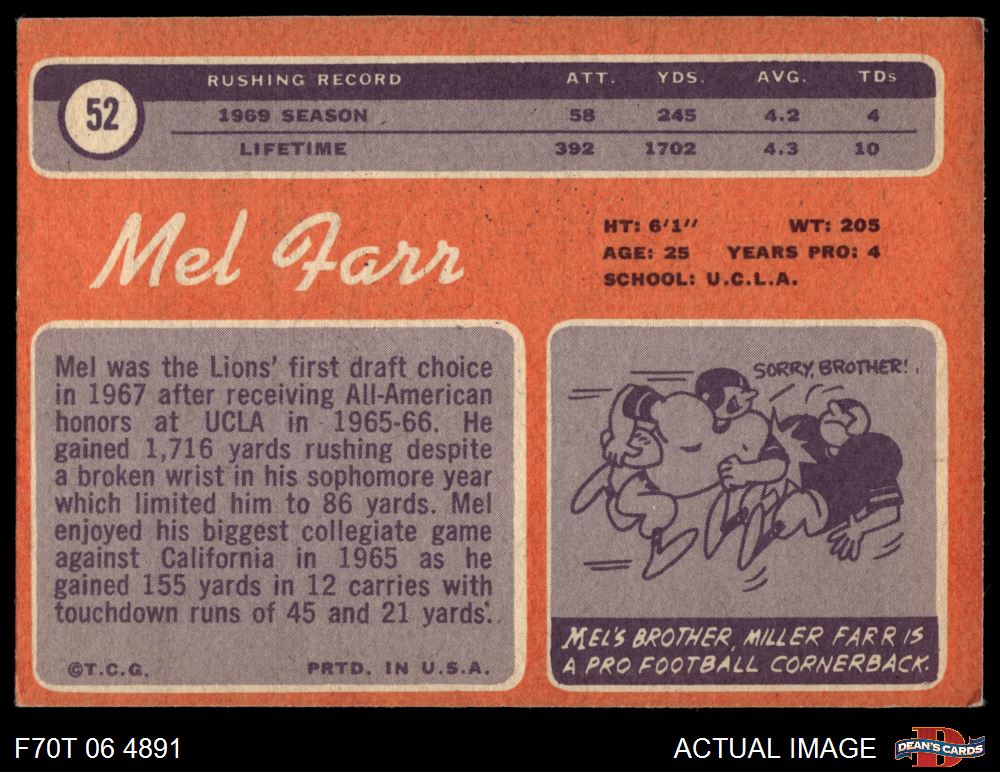 52
RUSHING RECORD ATT. YDS. AVG. TDs
1969 SEASON 58 245 4.2 4
LIFETIME 392 1702 4.3 10
Mel Farr
HT: 6'1" WT: 205
AGE: 25 YEARS PRO: 4
SCHOOL: U.C.L.A.
Mel was the Lions' first draft choice
in 1967 after receiving All-American
honors at UCLA in 1965-66. He
gained 1,716 yards rushing despite
a broken wrist in his sophomore year
which limited him to 86 yards. Mel
enjoyed his biggest collegiate game
against California in 1965 as he
gained 155 yards in 12 carries with
touchdown runs of 45 and 21 yards.
©T.C.G. PRTD. IN U.S.A.
SORRY, BROTHER!
MEL'S BROTHER, MILLER FARR IS
A PRO FOOTBALL CORNERBACK.
F70T 06 4891
ACTUAL IMAGE
D
DEAN'S CARDS